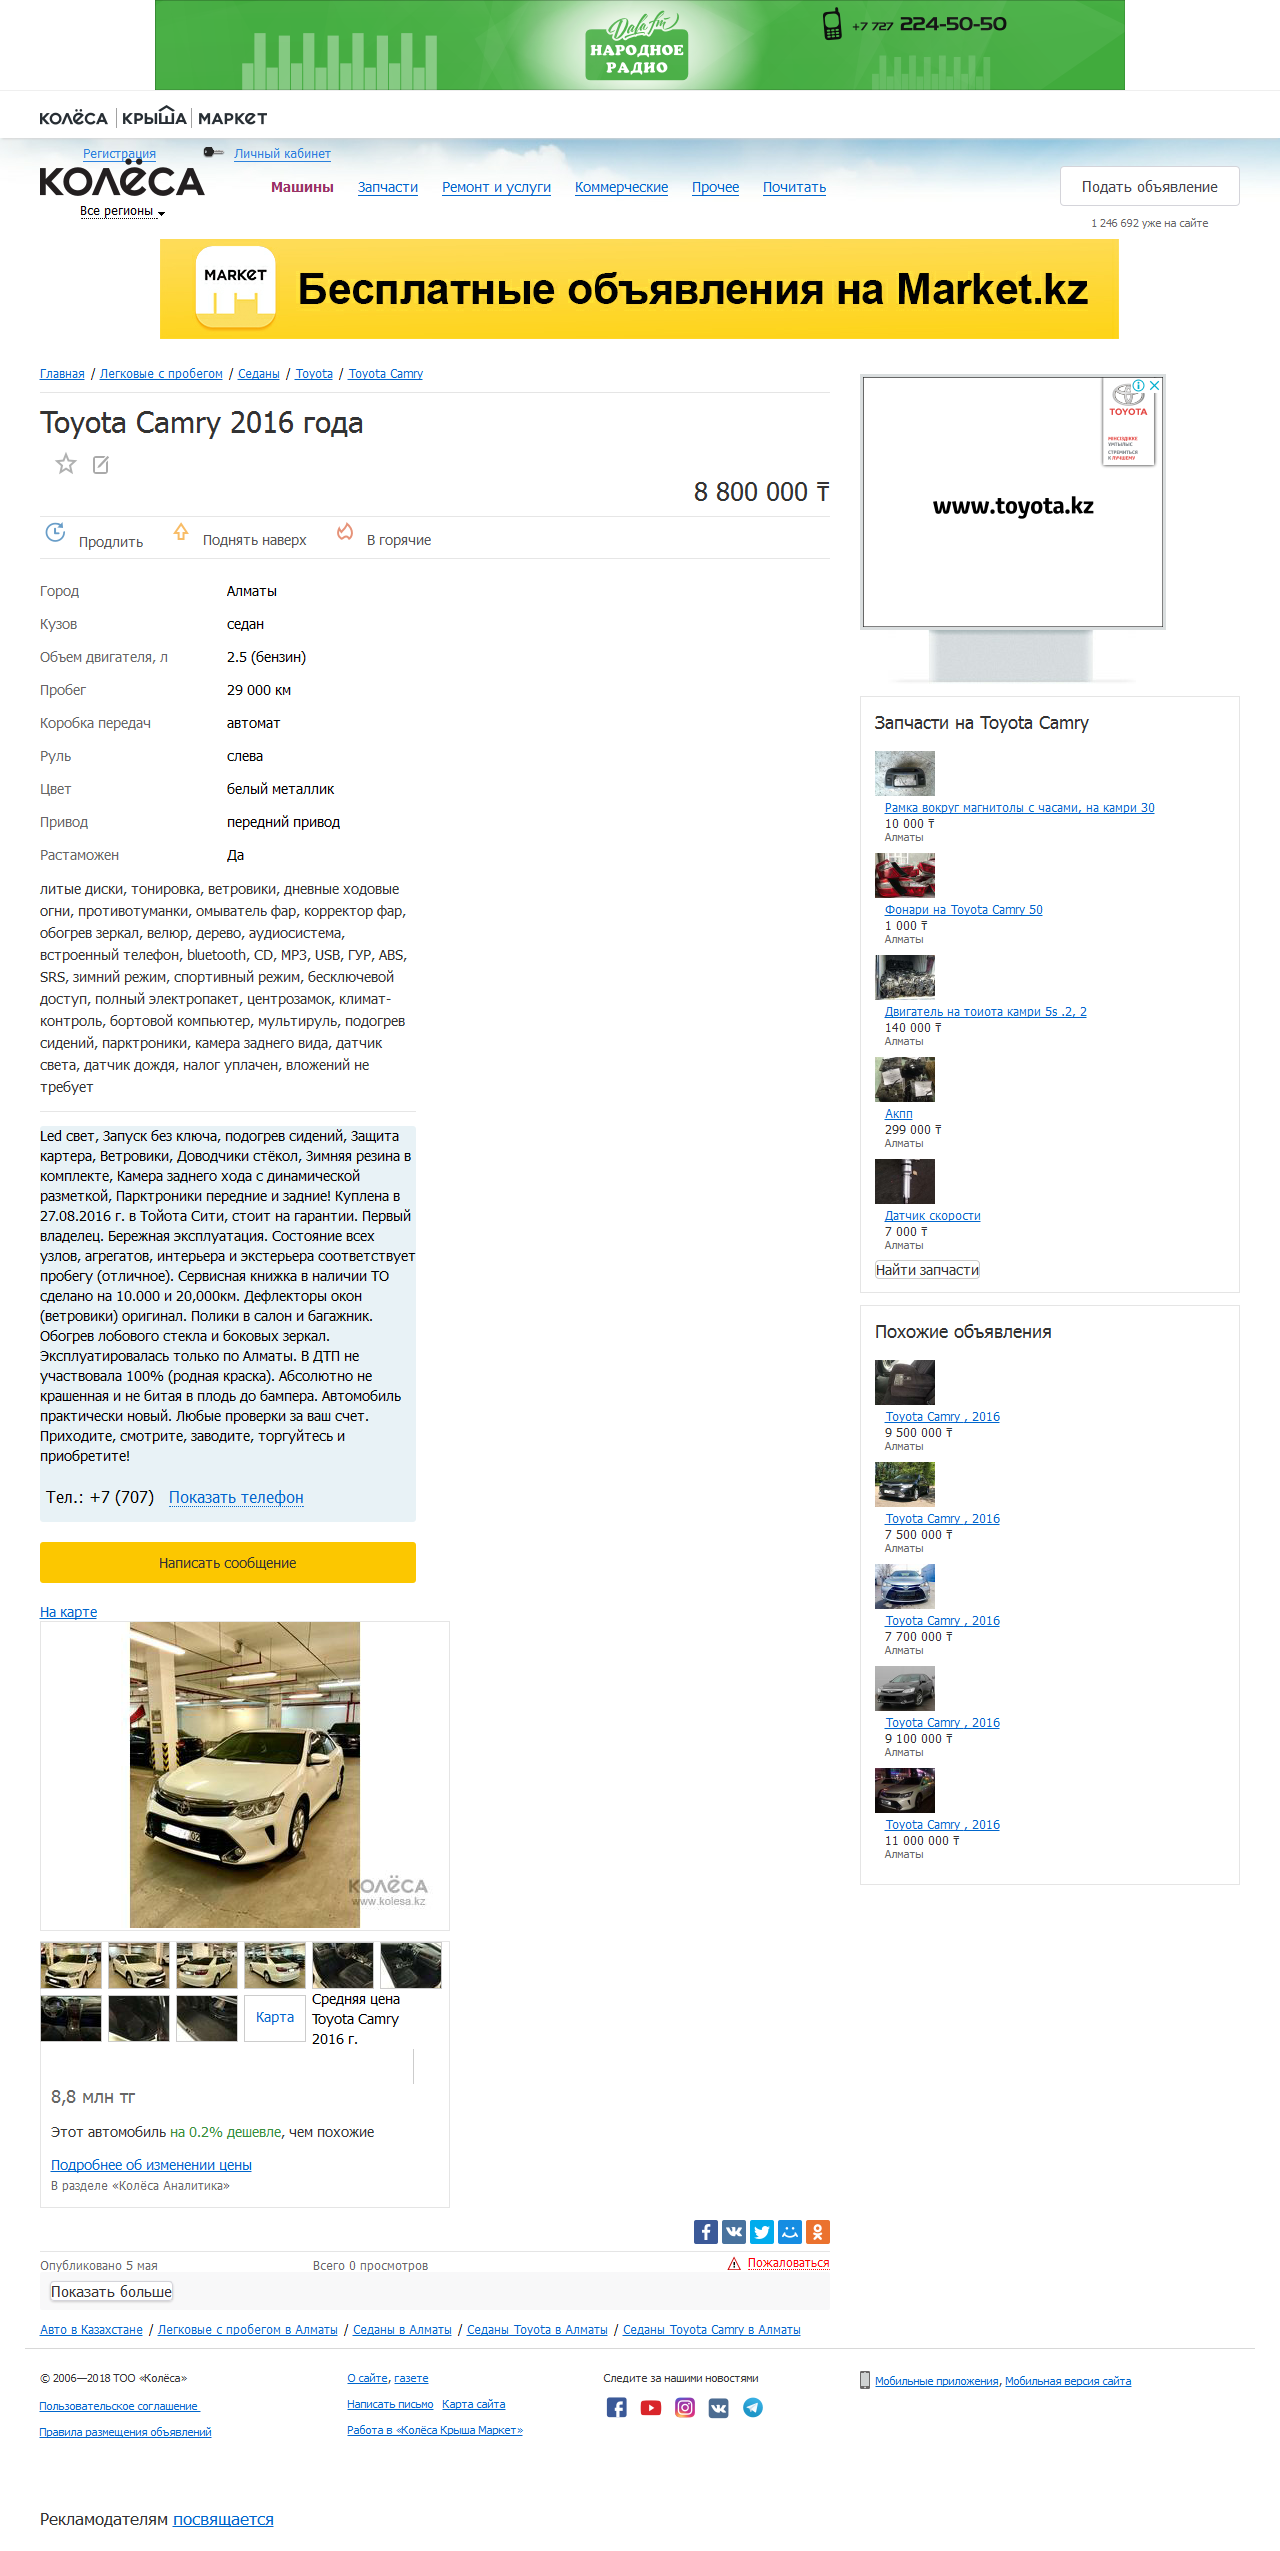 Dala fm
НАРОДНОЕ
РАДИО
+7 727 224-50-50
КОЛЁСА КРЫША МАРКЕТ
Регистрация Личный кабинет
КОЛЁСА
Все регионы
Машины Запчасти Ремонт и услуги Коммерческие Прочее Почитать
Подать объявление
1 246 692 уже на сайте
MARKET
Бесплатные объявления на Market.kz
Главная / Легковые с пробегом / Седаны / Toyota / Toyota Camry
Toyota Camry 2016 года
8 800 000 ₸
Продлить Поднять наверх В горячие
Город Алматы
Кузов седан
Объем двигателя, л 2.5 (бензин)
Пробег 29 000 км
Коробка передач автомат
Руль слева
Цвет белый металлик
Привод передний привод
Растаможен Да
литые диски, тонировка, ветровики, дневные ходовые
огни, противотуманки, омыватель фар, корректор фар,
обогрев зеркал, велюр, дерево, аудиосистема,
встроенный телефон, bluetooth, CD, MP3, USB, ГУР, ABS,
SRS, зимний режим, спортивный режим, бесключевой
доступ, полный электропакет, центрозамок, климат-
контроль, бортовой компьютер, мультируль, подогрев
сидений, парктроники, камера заднего вида, датчик
света, датчик дождя, налог уплачен, вложений не
требует
Led свет, Запуск без ключа, подогрев сидений, Защита
картера, Ветровики, Доводчики стёкол, Зимняя резина в
комплекте, Камера заднего хода с динамической
разметкой, Парктроники передние и задние! Куплена в
27.08.2016 г. в Тойота Сити, стоит на гарантии. Первый
владелец. Бережная эксплуатация. Состояние всех
узлов, агрегатов, интерьера и экстерьера соответствует
пробегу (отличное). Сервисная книжка в наличии ТО
сделано на 10.000 и 20,000км. Дефлекторы окон
(ветровики) оригинал. Полики в салон и багажник.
Обогрев лобового стекла и боковых зеркал.
Эксплуатировалась только по Алматы. В ДТП не
участвовала 100% (родная краска). Абсолютно не
крашенная и не битая в плодь до бампера. Автомобиль
практически новый. Любые проверки за ваш счет.
Приходите, смотрите, заводите, торгуйтесь и
приобретите!
Тел.: +7 (707) Показать телефон
Написать сообщение
На карте
КОЛЁСА
www.kolesa.kz
Карта
Средняя цена
Toyota Camry
2016 г.
8,8 млн тг
Этот автомобиль на 0.2% дешевле, чем похожие
Подробнее об изменении цены
В разделе «Колёса Аналитика»
Опубликовано 5 мая Всего 0 просмотров Пожаловаться
Показать больше
TOYOTA
МІНСІЗДІККЕ
ҰМТЫЛЫС
СТРЕМИТЬСЯ
К ЛУЧШЕМУ
www.toyota.kz
Запчасти на Toyota Camry
Рамка вокруг магнитолы с часами, на камри 30
10 000 ₸
Алматы
Фонари на Toyota Camry 50
1 000 ₸
Алматы
Двигатель на тоиота камри 5s .2, 2
140 000 ₸
Алматы
Акпп
299 000 ₸
Алматы
Датчик скорости
7 000 ₸
Алматы
Найти запчасти
Похожие объявления
Toyota Camry , 2016
9 500 000 ₸
Алматы
Toyota Camry , 2016
7 500 000 ₸
Алматы
Toyota Camry , 2016
7 700 000 ₸
Алматы
Toyota Camry , 2016
9 100 000 ₸
Алматы
Toyota Camry , 2016
11 000 000 ₸
Алматы
Авто в Казахстане / Легковые с пробегом в Алматы / Седаны в Алматы / Седаны Toyota в Алматы / Седаны Toyota Camry в Алматы
© 2006—2018 ТОО «Колёса» О сайте, газете Следите за нашими новостями Мобильные приложения, Мобильная версия сайта
Пользовательское соглашение Написать письмо Карта сайта
Правила размещения объявлений Работа в «Колёса Крыша Маркет»
Рекламодателям посвящается